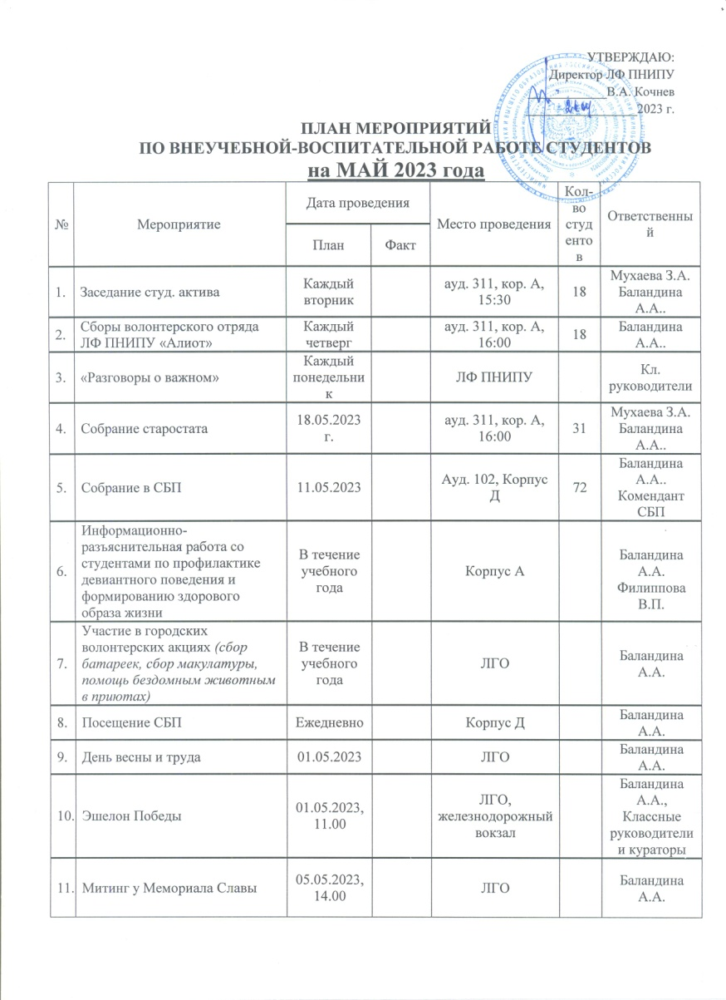 УТВЕРЖДАЮ:
Директор ЛФ ПНИПУ
В.А. Кочнев
2023 г.
ПЛАН МЕРОПРИЯТИЙ
ПО ВНЕУЧЕБНОЙ-ВОСПИТАТЕЛЬНОЙ РАБОТЕ СТУДЕНТОВ
на МАЙ 2023 года
№
Мероприятие
Дата проведения
План
Факт
Место проведения
Кол-
во
студ
енто
в
Ответственны
й
1.
Заседание студ. актива
Каждый
вторник
ауд. 311, кор. А,
15:30
18
Мухаева З.А.
Баландина
А.А..
2.
Сборы волонтерского отряда
ЛФ ПНИПУ «Алиот»
Каждый
четверг
ауд. 311, кор. А,
16:00
18
Баландина
А.А..
3.
«Разговоры о важном»
Каждый
понедельни
к
ЛФ ПНИПУ
Кл.
руководители
4.
Собрание старостата
18.05.2023
г.
ауд. 311, кор. А,
16:00
31
Мухаева З.А.
Баландина
А.А..
5.
Собрание в СБП
11.05.2023
Ауд. 102, Корпус
Д
72
Баландина
А.А..
Комендант
СБП
6.
Информационно-
разъяснительная работа со
студентами по профилактике
девиантного поведения и
формированию здорового
образа жизни
В течение
учебного
года
Корпус А
Баландина
А.А.
Филиппова
В.П.
7.
Участие в городских
волонтерских акциях (сбор
батареек, сбор макулатуры,
помощь бездомным животным
в приютах)
В течение
учебного
года
ЛГО
Баландина
А.А.
8.
Посещение СБП
Ежедневно
Корпус Д
Баландина
А.А.
9.
День весны и труда
01.05.2023
ЛГО
Баландина
А.А.
10.
Эшелон Победы
01.05.2023,
11.00
ЛГО,
железнодорожный
вокзал
Баландина
А.А.,
Классные
руководители
и кураторы
11.
Митинг у Мемориала Славы
05.05.2023,
14.00
ЛГО
Баландина
А.А.